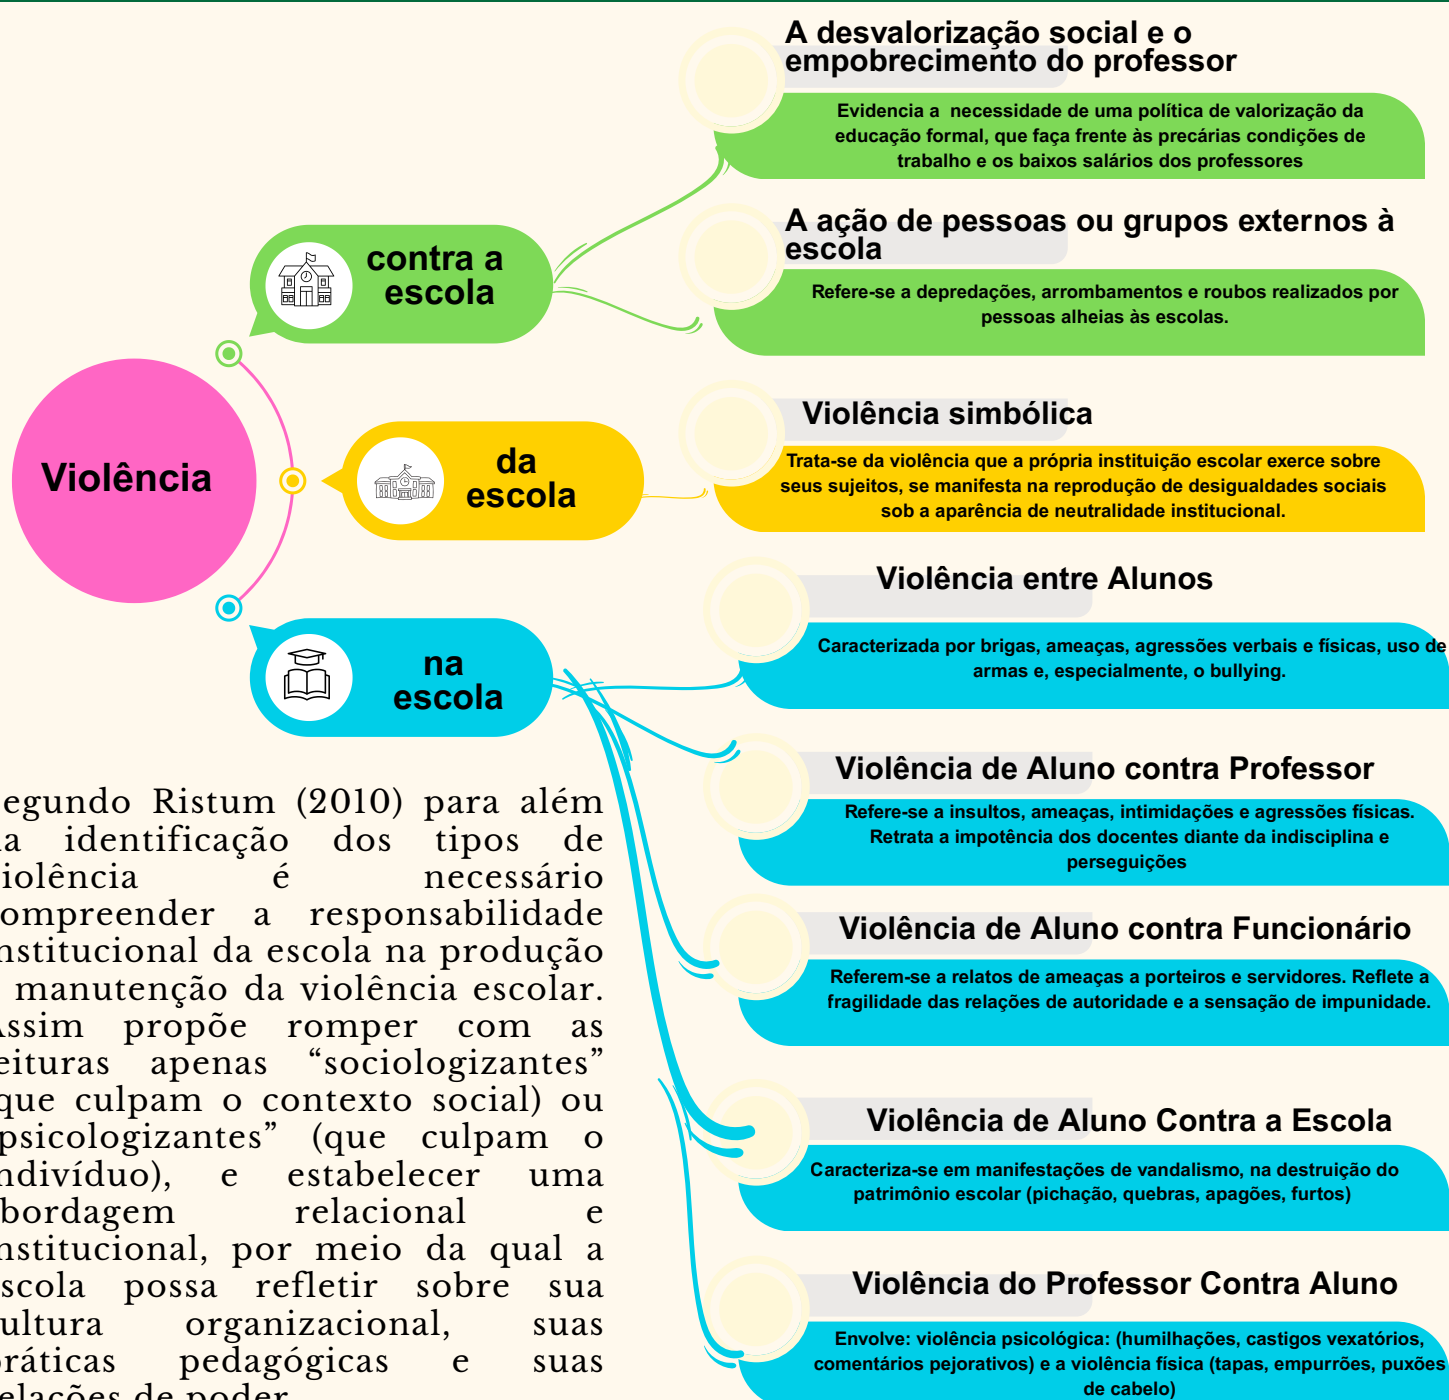 A desvalorização social e o
empobrecimento do professor
Evidencia a necessidade de uma política de valorização da
educação formal, que faça frente às precárias condições de
trabalho e os baixos salários dos professores
A ação de pessoas ou grupos externos à
escola
Refere-se a depredações, arrombamentos e roubos realizados por
pessoas alheias às escolas.
contra a
escola
Violência
da
escola
Violência simbólica
Trata-se da violência que a própria instituição escolar exerce sobre
seus sujeitos, se manifesta na reprodução de desigualdades sociais
sob a aparência de neutralidade institucional.
na
escola
Violência entre Alunos
Caracterizada por brigas, ameaças, agressões verbais e físicas, uso de
armas e, especialmente, o bullying.
Violência de Aluno contra Professor
Refere-se a insultos, ameaças, intimidações e agressões físicas.
Retrata a impotência dos docentes diante da indisciplina e
perseguições
Violência de Aluno contra Funcionário
Referem-se a relatos de ameaças a porteiros e servidores. Reflete a
fragilidade das relações de autoridade e a sensação de impunidade.
Violência de Aluno Contra a Escola
Caracteriza-se em manifestações de vandalismo, na destruição do
patrimônio escolar (pichação, quebras, apagões, furtos)
Violência do Professor Contra Aluno
Envolve: violência psicológica: (humilhações, castigos vexatórios,
comentários pejorativos) e a violência física (tapas, empurrões, puxões
de cabelo)
egundo Ristum (2010) para além
a identificação dos tipos de
iolência é necessário
ompreender a responsabilidade
nstitucional da escola na produção
manutenção da violência escolar.
Assim propõe romper com as
eituras apenas “sociologizantes”
que culpam o contexto social) ou
psicologizantes” (que culpam o
ndivíduo), e estabelecer uma
bordagem relacional e
nstitucional, por meio da qual a
scola possa refletir sobre sua
ultura organizacional, suas
práticas pedagógicas e suas
elações de poder